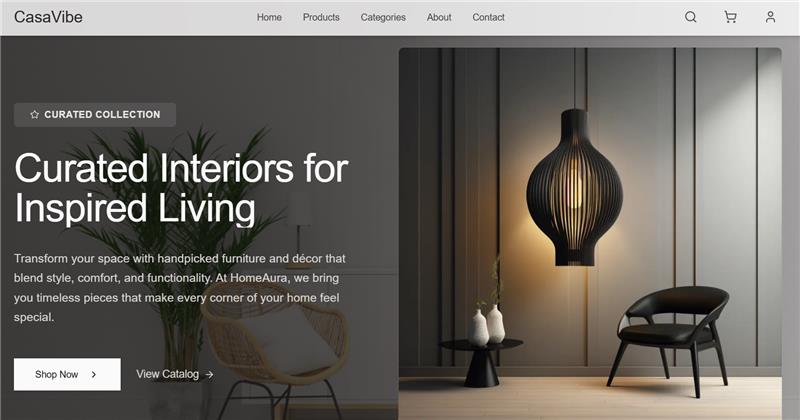 CasaVibe
Home
Products
Categories
About
Contact
CURATED COLLECTION
Curated Interiors for
Inspired Living
Transform your space with handpicked furniture and décor that
blend style, comfort, and functionality. At HomeAura, we bring
you timeless pieces that make every corner of your home feel
special.
Shop Now
View Catalog